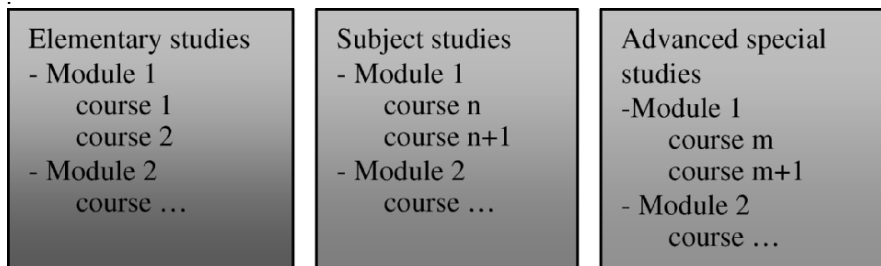 Elementary studies
- Module 1
course 1
course 2
- Module 2
course …
Subject studies
- Module 1
course n
course n+1
- Module 2
course …
Advanced special
studies
-Module 1
course m
course m+1
- Module 2
course …